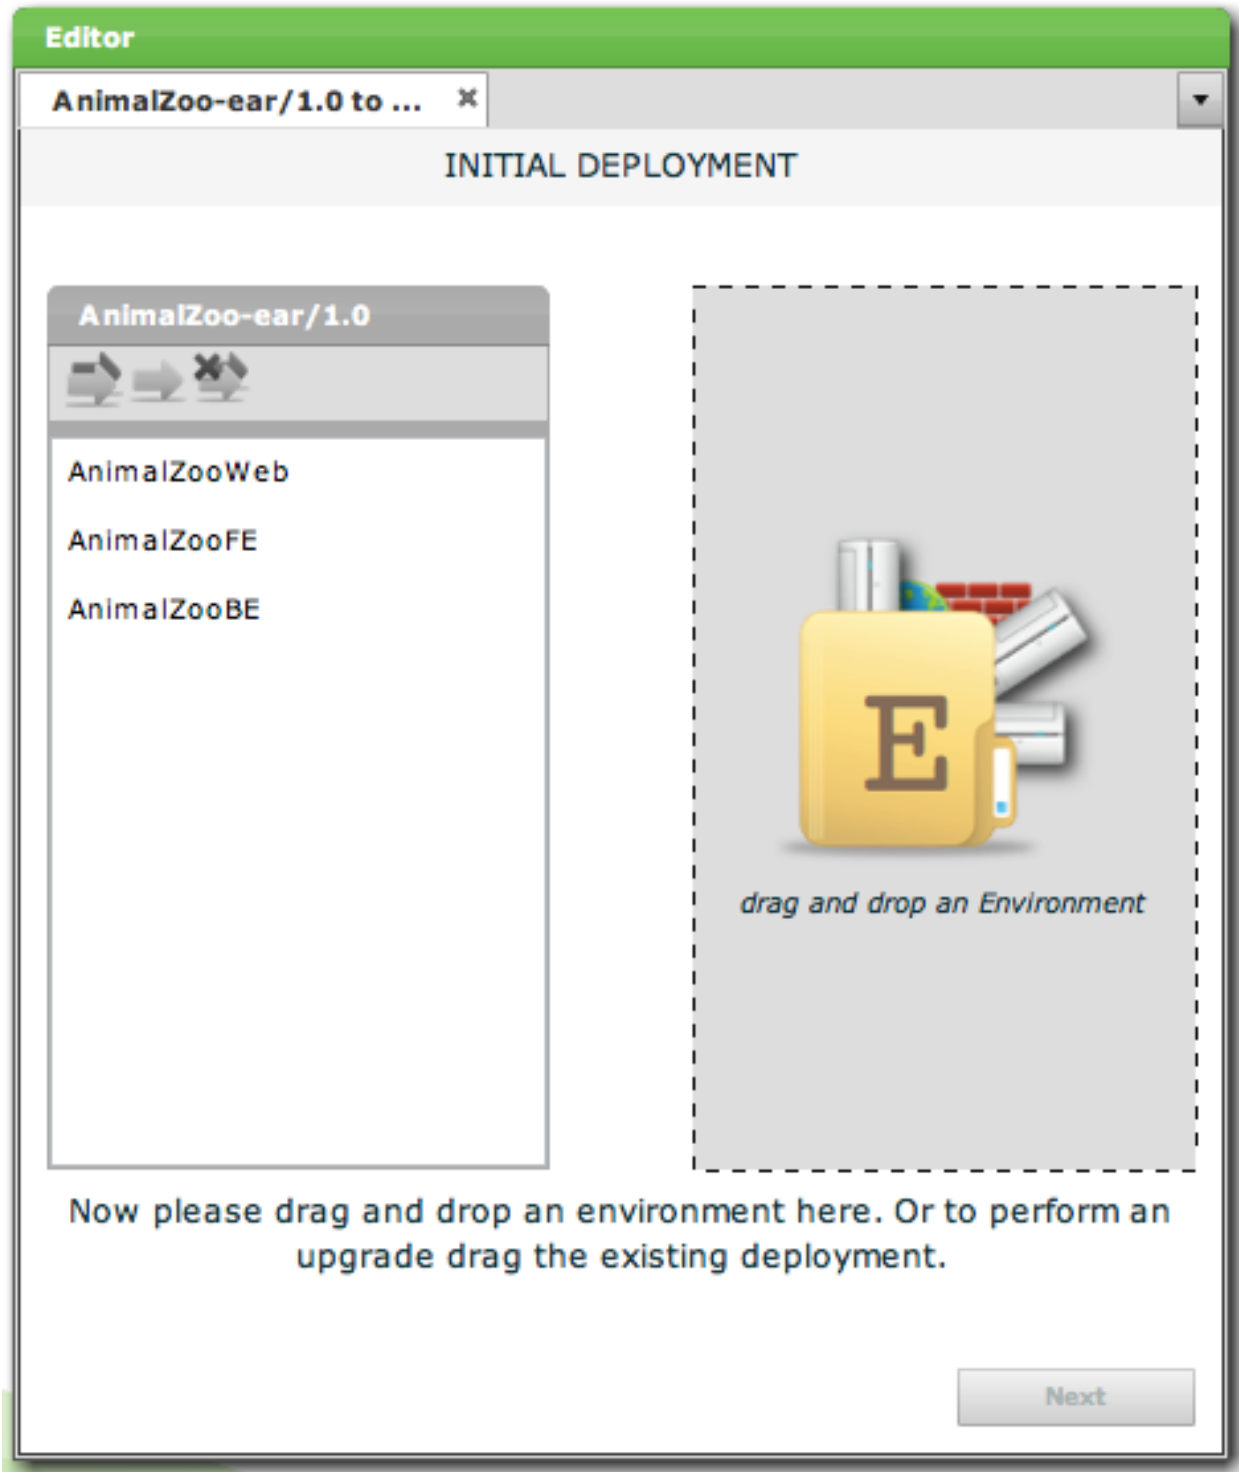 Editor
AnimalZoo-ear/1.0 to ...
INITIAL DEPLOYMENT
AnimalZoo-ear/1.0
AnimalZooWeb
AnimalZooFE
AnimalZooBE
E
drag and drop an Environment
Now please drag and drop an environment here. Or to perform an
upgrade drag the existing deployment.
Next